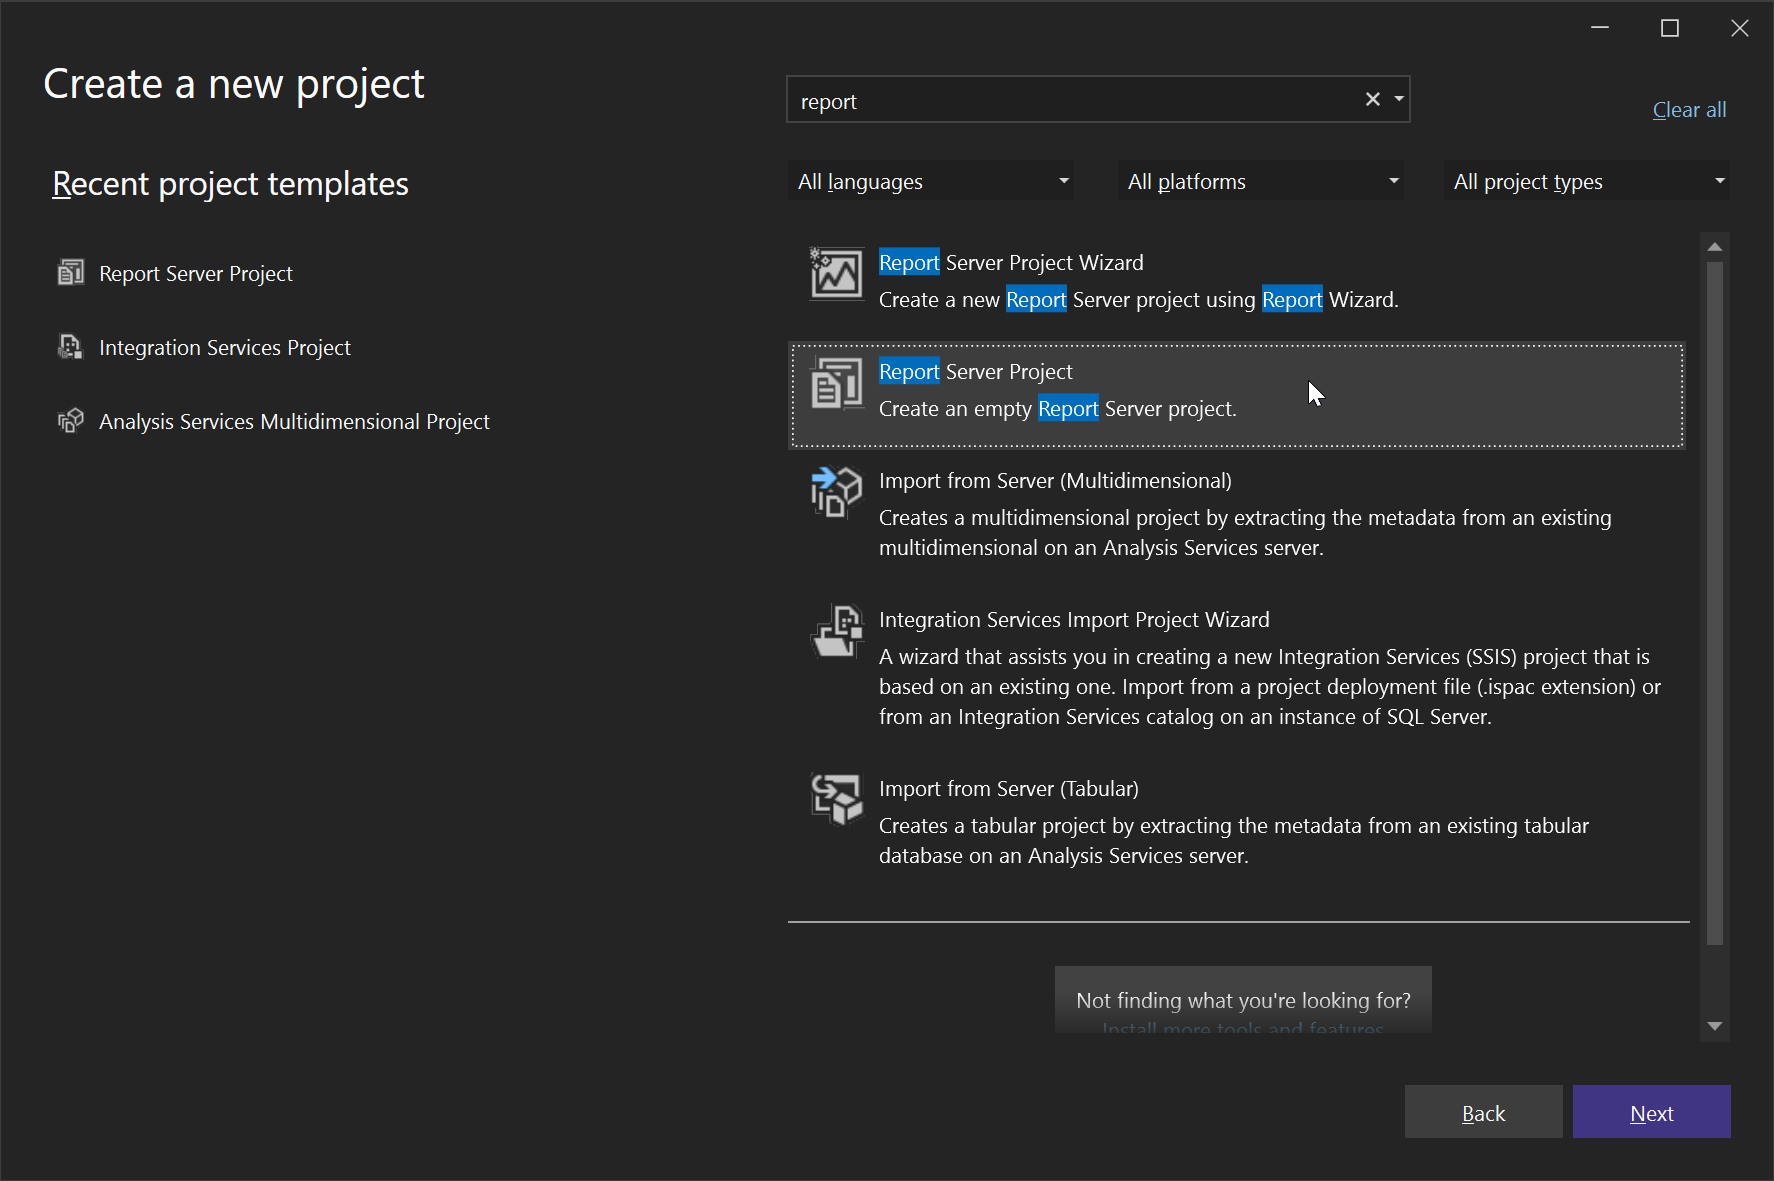 Create a new project
report
Clear all
Recent project templates
All languages
All platforms
All project types
Report Server Project
Integration Services Project
Analysis Services Multidimensional Project
Report Server Project Wizard
Create a new Report Server project using Report Wizard.
Report Server Project
Create an empty Report Server project.
Import from Server (Multidimensional)
Creates a multidimensional project by extracting the metadata from an existing
multidimensional on an Analysis Services server.
Integration Services Import Project Wizard
A wizard that assists you in creating a new Integration Services (SSIS) project that is
based on an existing one. Import from a project deployment file (.ispac extension) or
from an Integration Services catalog on an instance of SQL Server.
Import from Server (Tabular)
Creates a tabular project by extracting the metadata from an existing tabular
database on an Analysis Services server.
Not finding what you're looking for?
Install more tools and features
Back
Next